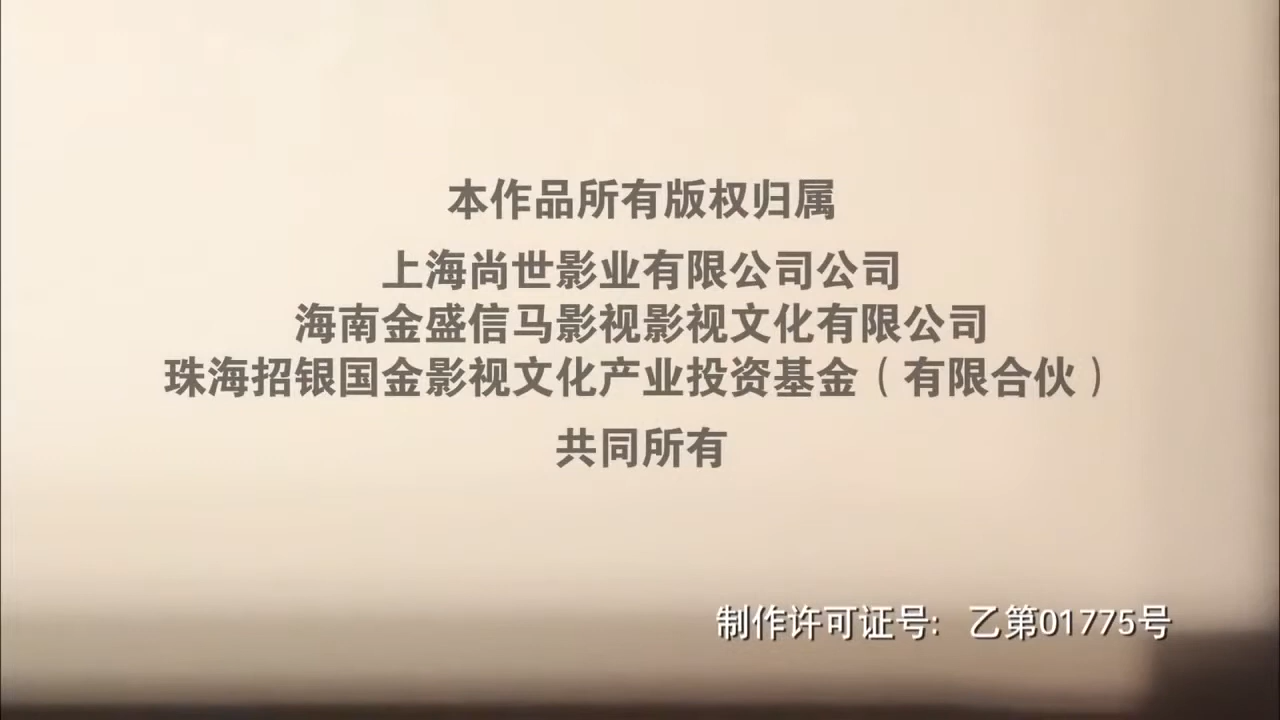 本作品所有版权归属
上海尚世影业有限公司公司
海南金盛信马影视影视文化有限公司
珠海招银国金影视文化产业投资基金（有限合伙）
共同所有
制作许可证号： 乙第01775号